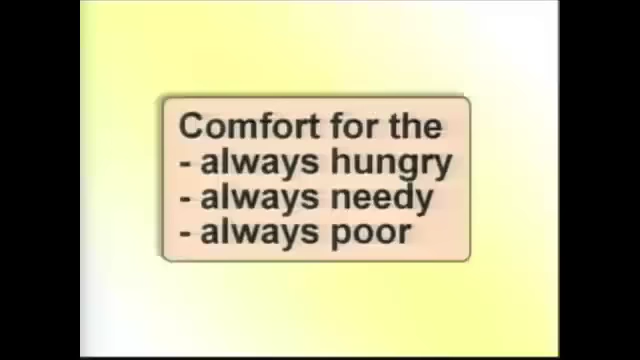 Comfort for the
- always hungry
- always needy
- always poor